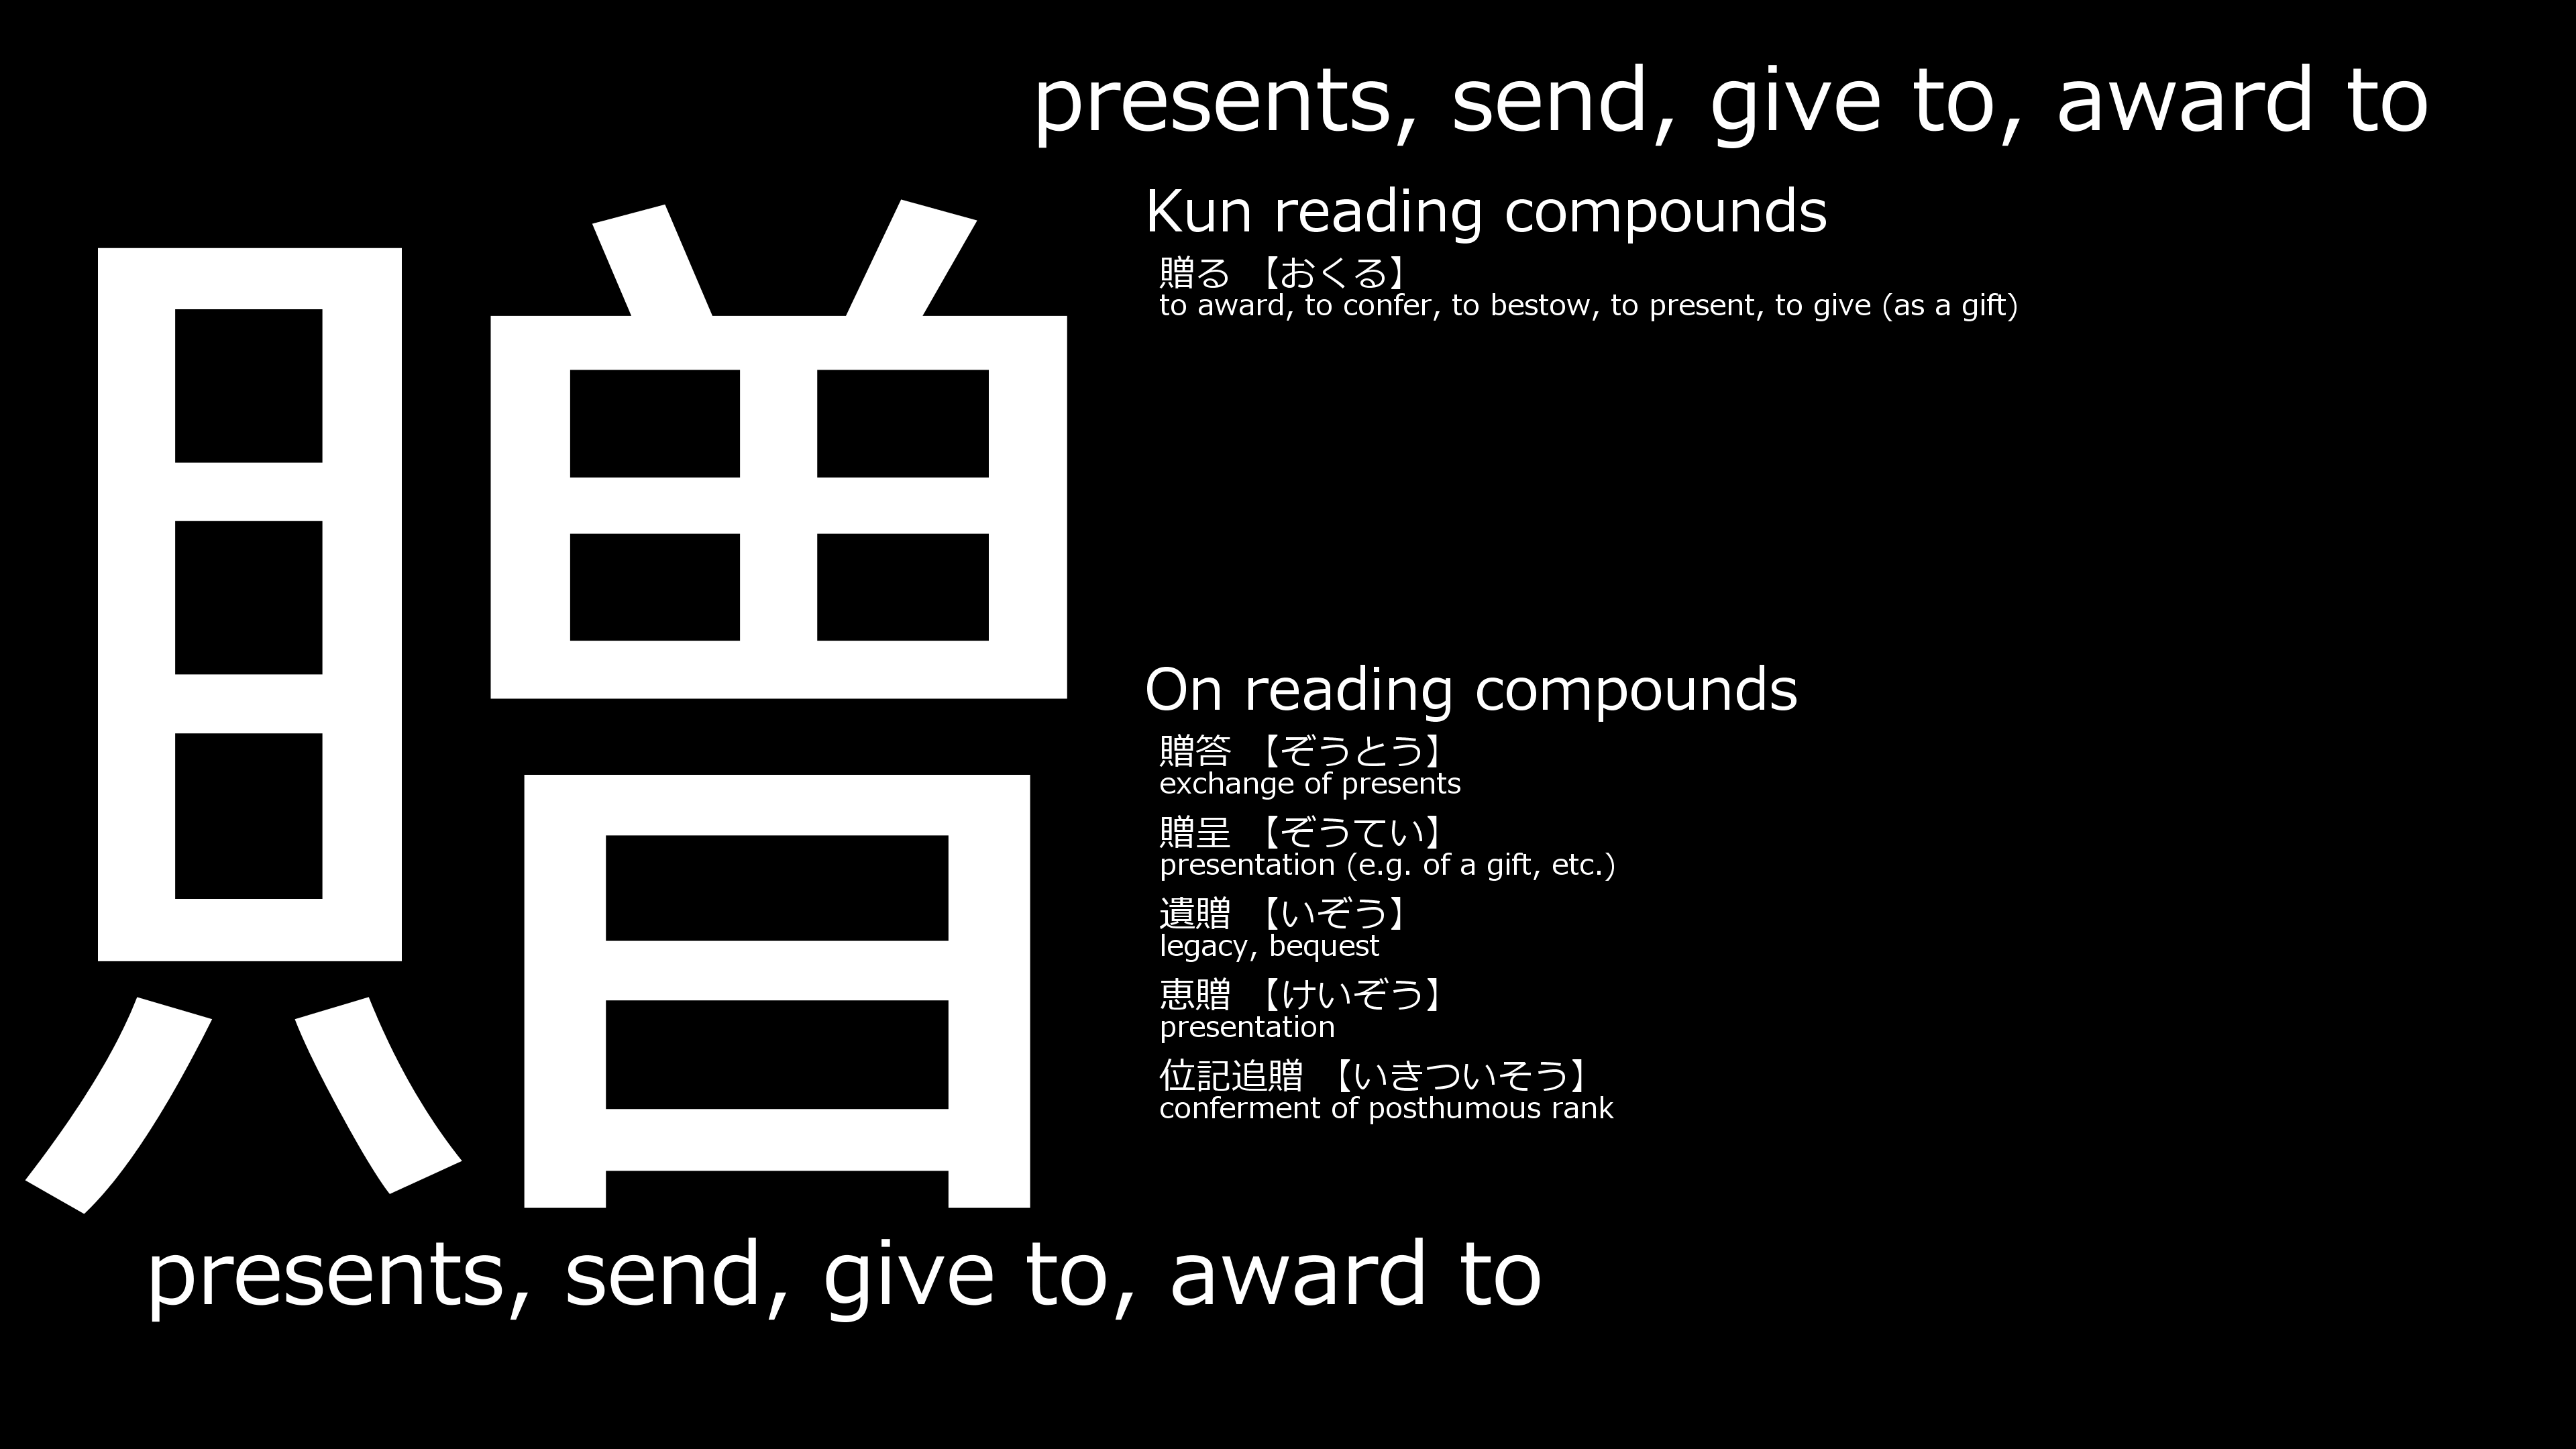 presents, send, give to, award to
贈
Kun reading compounds
贈る 【おくる】
to award, to confer, to bestow, to present, to give (as a gift)
On reading compounds
贈答 【ぞうとう】
exchange of presents
贈呈 【ぞうてい】
presentation (e.g. of a gift, etc.)
遺贈 【いぞう】
legacy, bequest
恵贈 【けいぞう】
presentation
位記追贈 【いきついそう】
conferment of posthumous rank
presents, send, give to, award to